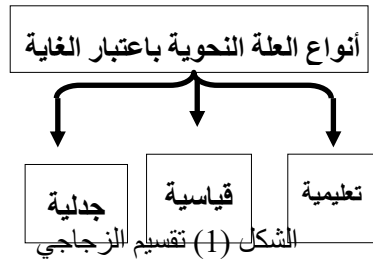 أنواع العلة النحوية باعتبار الغاية
تعليمية
قياسية
جدلية
الشكل (1) تقسيم الزجاجي